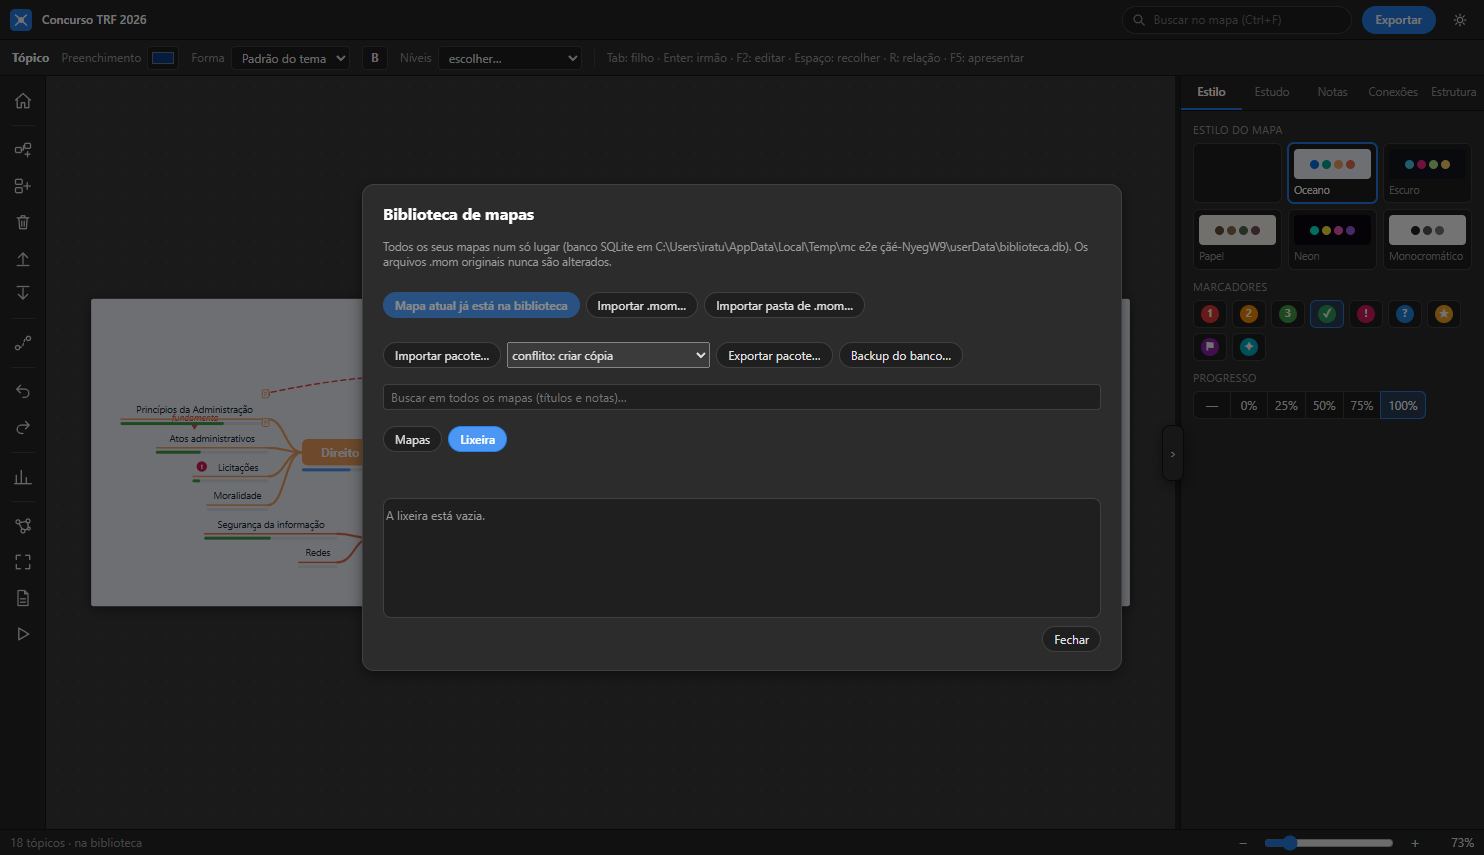 Concurso TRF 2026
Buscar no mapa (Ctrl+F)
Exportar
Tópico
Preenchimento
Forma
Padrão do tema
B
Níveis
escolher...
Tab: filho · Enter: irmão · F2: editar · Espaço: recolher · R: relação · F5: apresentar
Estilo
Estudo
Notas
Conexões
Estrutura
ESTILO DO MAPA
Oceano
Escuro
Papel
Neon
Monocromático
MARCADORES
1
2
3
✓
!
?
★
PROGRESSO
—
0%
25%
50%
75%
100%
Biblioteca de mapas
Todos os seus mapas num só lugar (banco SQLite em C:\Users\iratu\AppData\Local\Temp\mc e2e çãé-NyegW9\userData\biblioteca.db). Os
arquivos .mom originais nunca são alterados.
Mapa atual já está na biblioteca
Importar .mom...
Importar pasta de .mom...
Importar pacote...
conflito: criar cópia
Exportar pacote...
Backup do banco...
Buscar em todos os mapas (títulos e notas)...
Mapas
Lixeira
A lixeira está vazia.
Fechar
Princípios da Administração
fundamenta
Atos administrativos
Licitações
Moralidade
Direito
Segurança da informação
Redes
18 tópicos · na biblioteca
−
+
73%